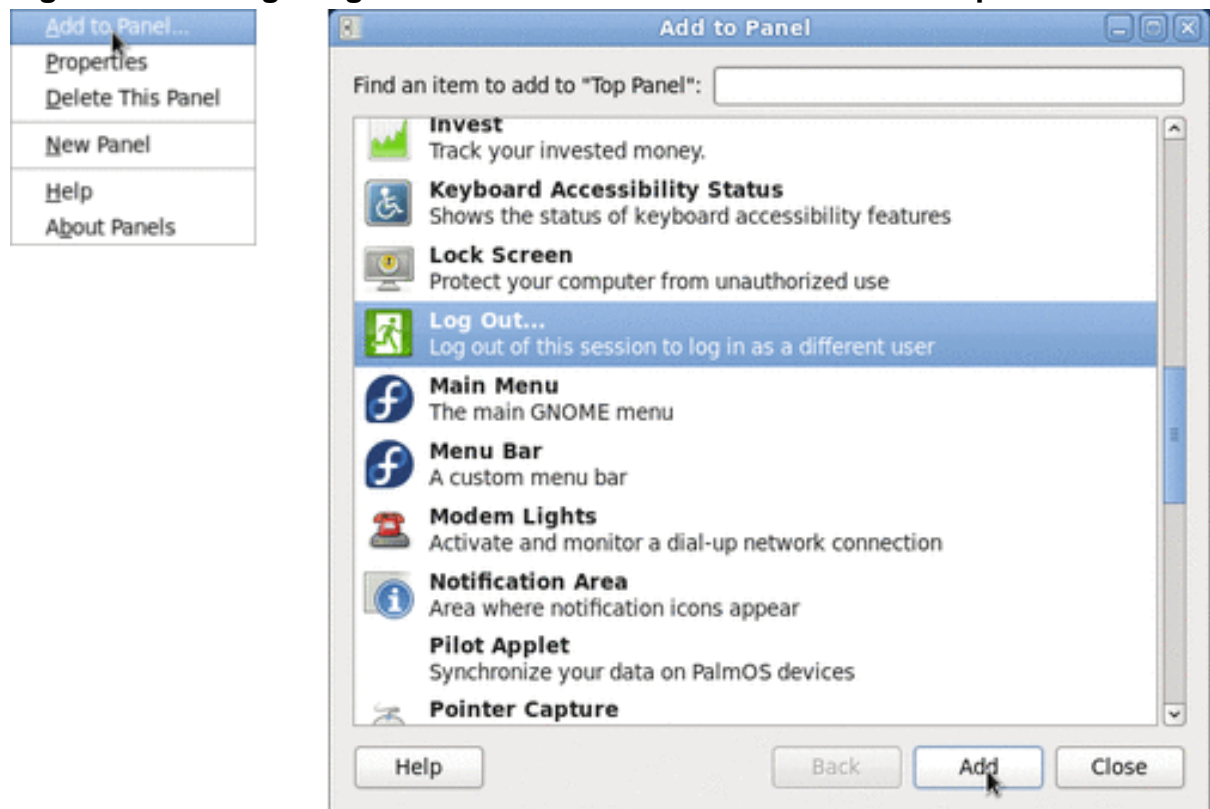 Add to Panel...
Properties
Delete This Panel
New Panel
Help
About Panels
Add to Panel
Find an item to add to "Top Panel":
Invest
Track your invested money.
Keyboard Accessibility Status
Shows the status of keyboard accessibility features
Lock Screen
Protect your computer from unauthorized use
Log Out...
Log out of this session to log in as a different user
Main Menu
The main GNOME menu
Menu Bar
A custom menu bar
Modem Lights
Activate and monitor a dial-up network connection
Notification Area
Area where notification icons appear
Pilot Applet
Synchronize your data on PalmOS devices
Pointer Capture
Help
Back
Add
Close